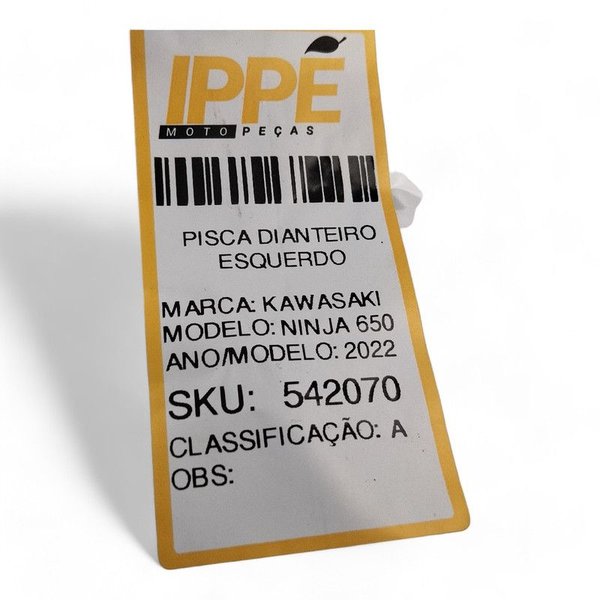 IPPÊ
MOTO PEÇAS
PISCA DIANTEIRO
ESQUERDO
MARCA: KAWASAKI
MODELO: NINJA 650
ANO/MODELO: 2022
SKU: 542070
CLASSIFICAÇÃO: A
OBS: